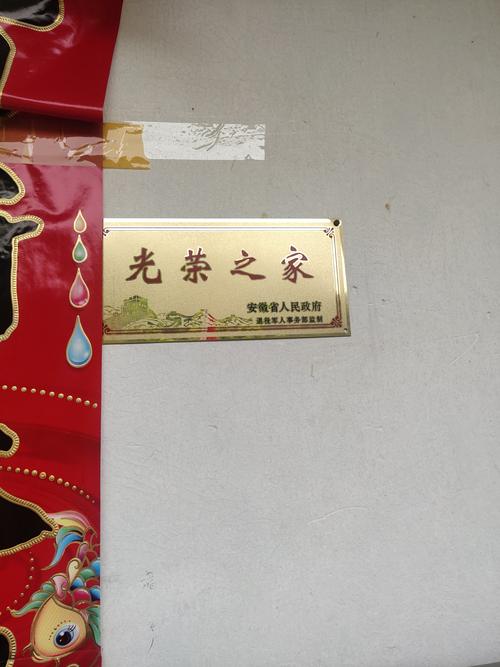 光荣之家
安徽省人民政府
退役军人事务部监制